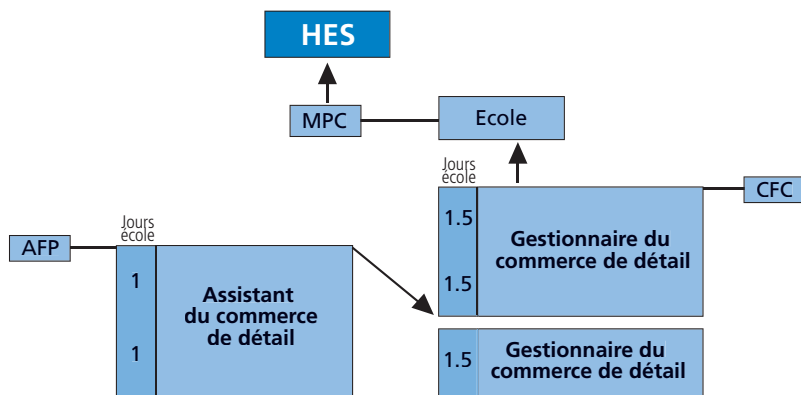 HES
MPC
Ecole
Jours
école
CFC
1.5
Gestionnaire du
commerce de détail
1.5
AFP
Jours
école
1
Assistant
du commerce
de détail
1
1.5
Gestionnaire du
commerce de détail